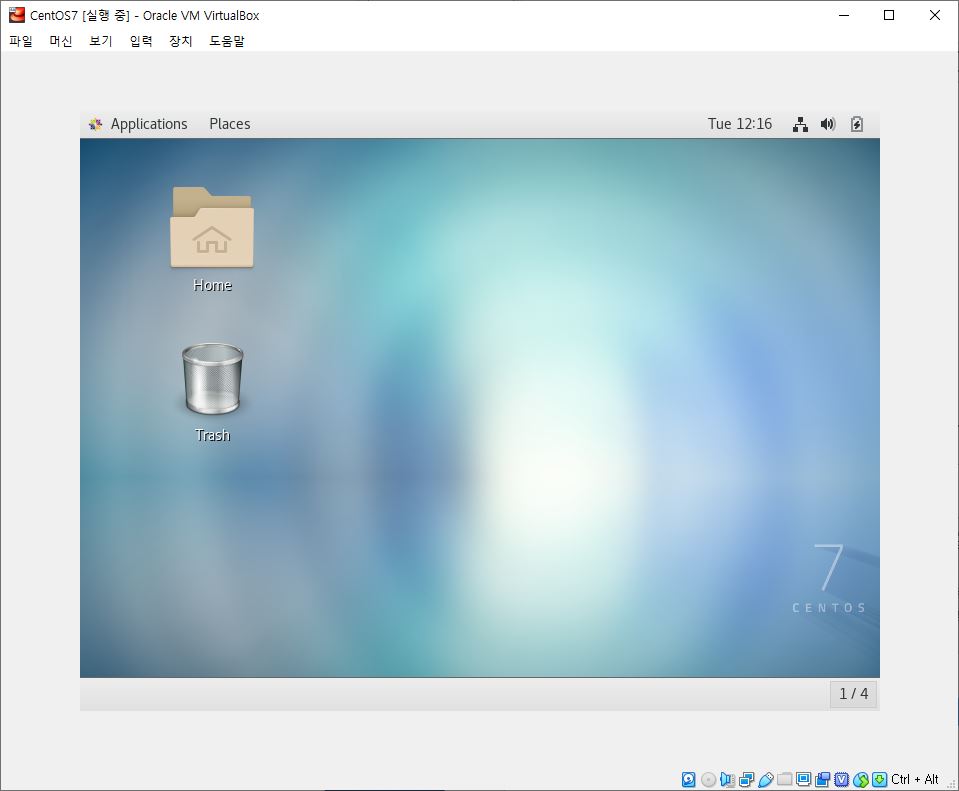 CentOS7 [실행 중] - Oracle VM VirtualBox
파일 머신 보기 입력 장치 도움말
Applications Places Tue 12:16
Home
Trash
7
CENTOS
1 / 4
Ctrl + Alt